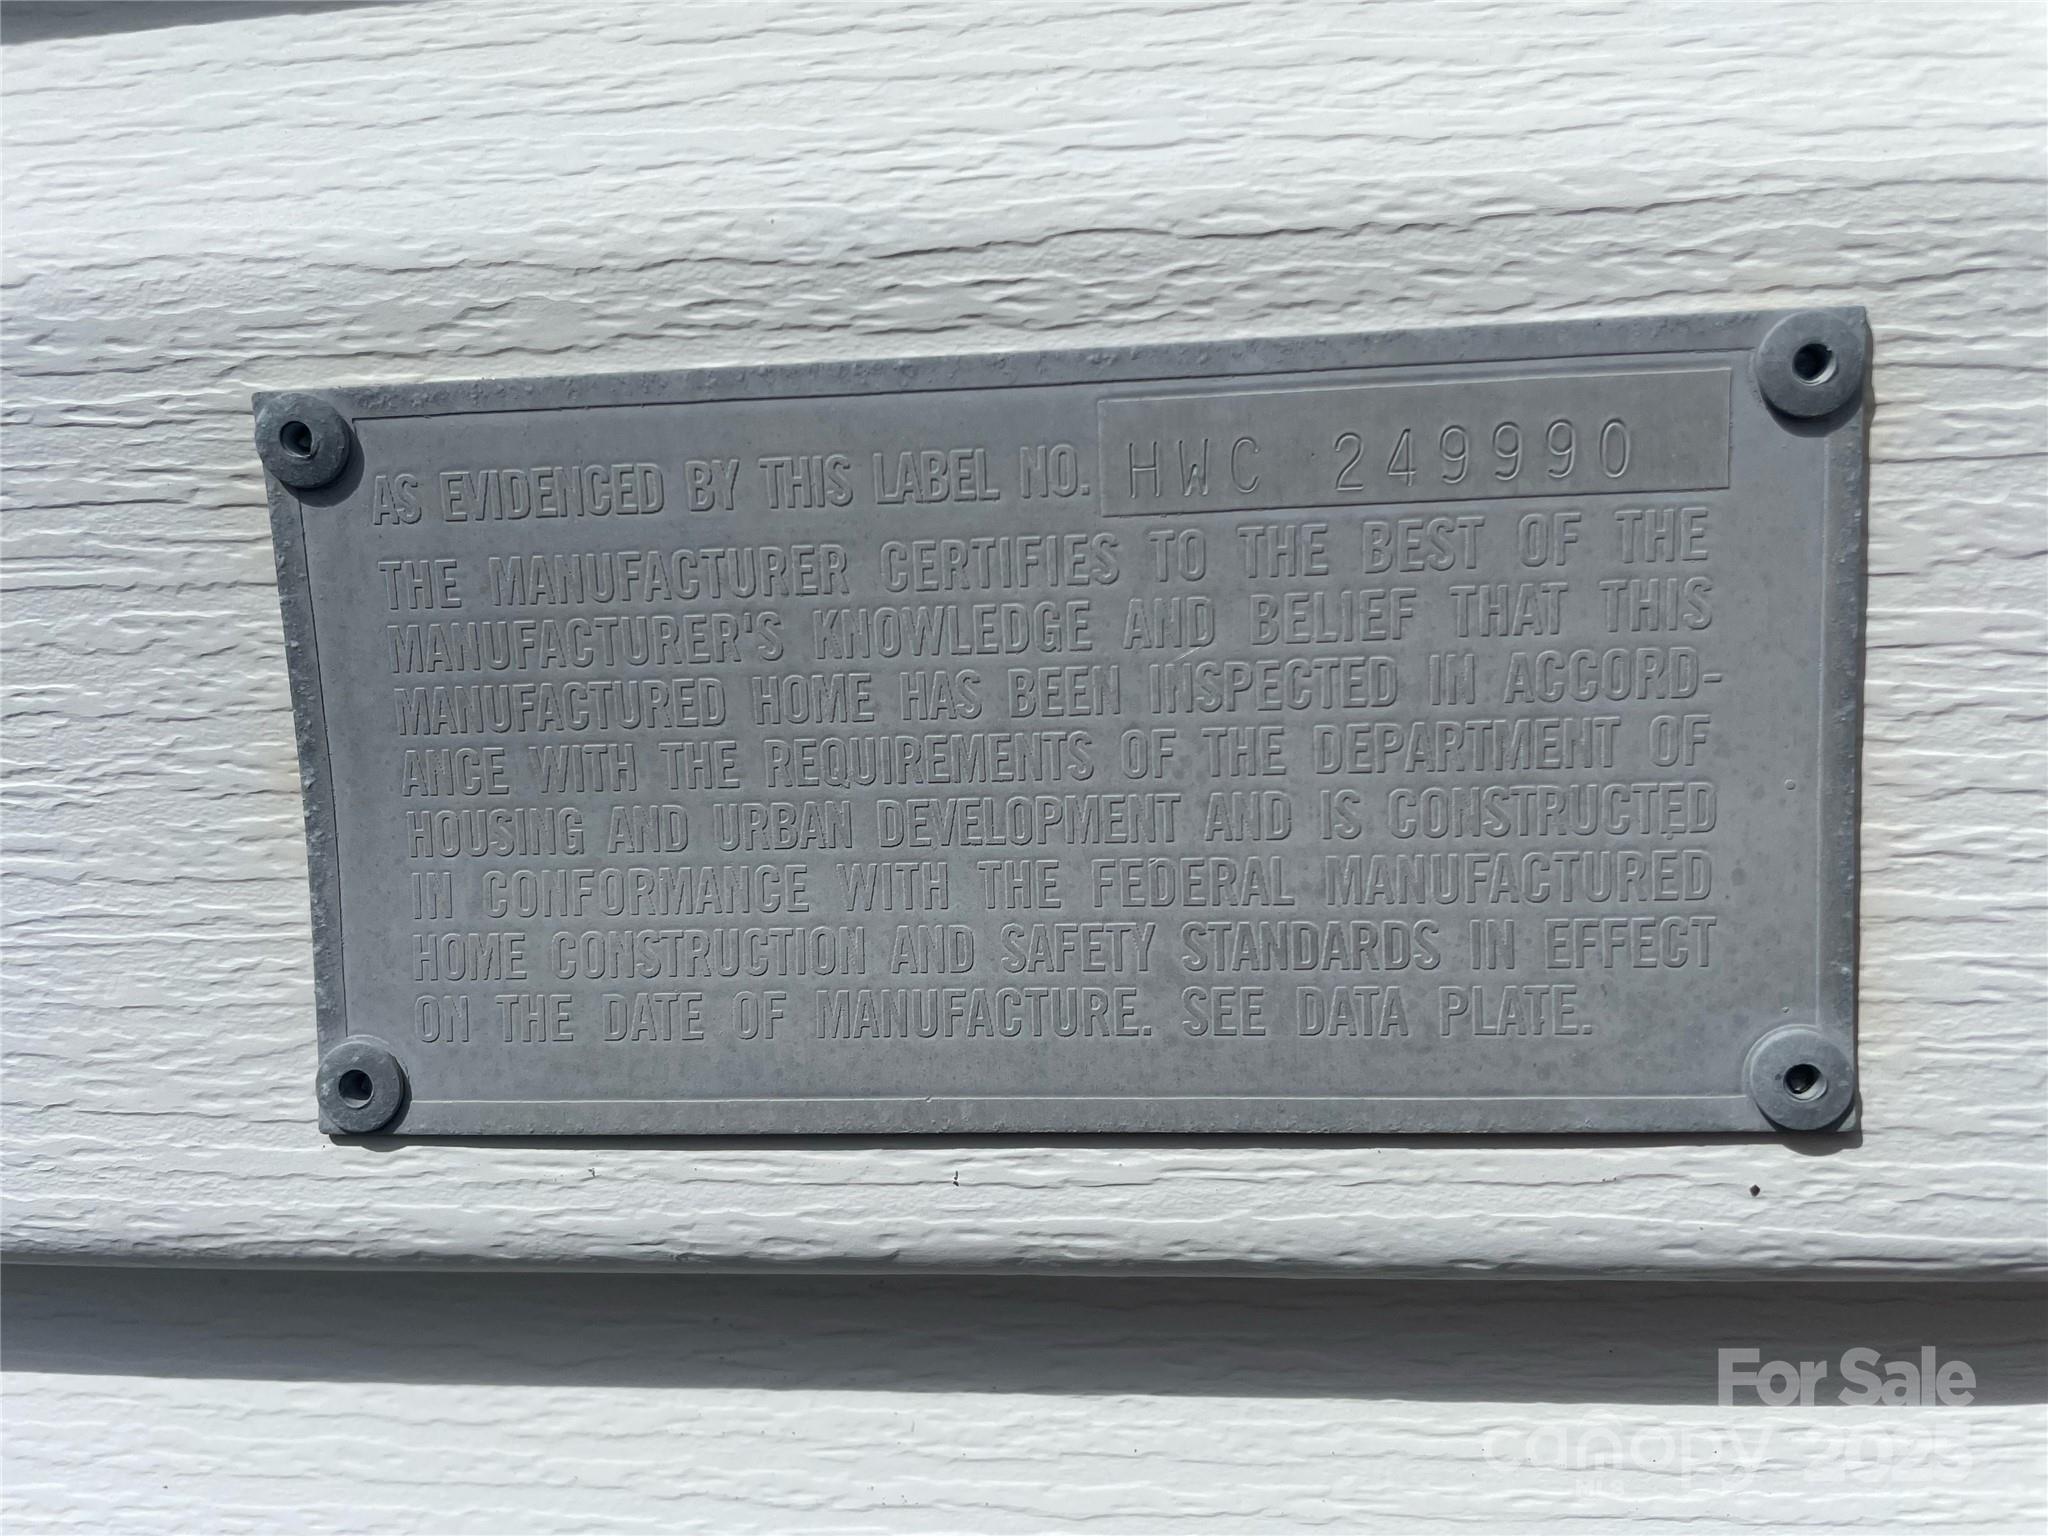 AS EVIDENCED BY THIS LABEL NO. HWC 249990
THE MANUFACTURER CERTIFIES TO THE BEST OF THE
MANUFACTURER'S KNOWLEDGE AND BELIEF THAT THIS
MANUFACTURED HOME HAS BEEN INSPECTED IN ACCORD-
ANCE WITH THE REQUIREMENTS OF THE DEPARTMENT OF
HOUSING AND URBAN DEVELOPMENT AND IS CONSTRUCTED
IN CONFORMANCE WITH THE FEDERAL MANUFACTURED
HOME CONSTRUCTION AND SAFETY STANDARDS IN EFFECT
ON THE DATE OF MANUFACTURE. SEE DATA PLATE.
For Sale
canopy 2025
MLS